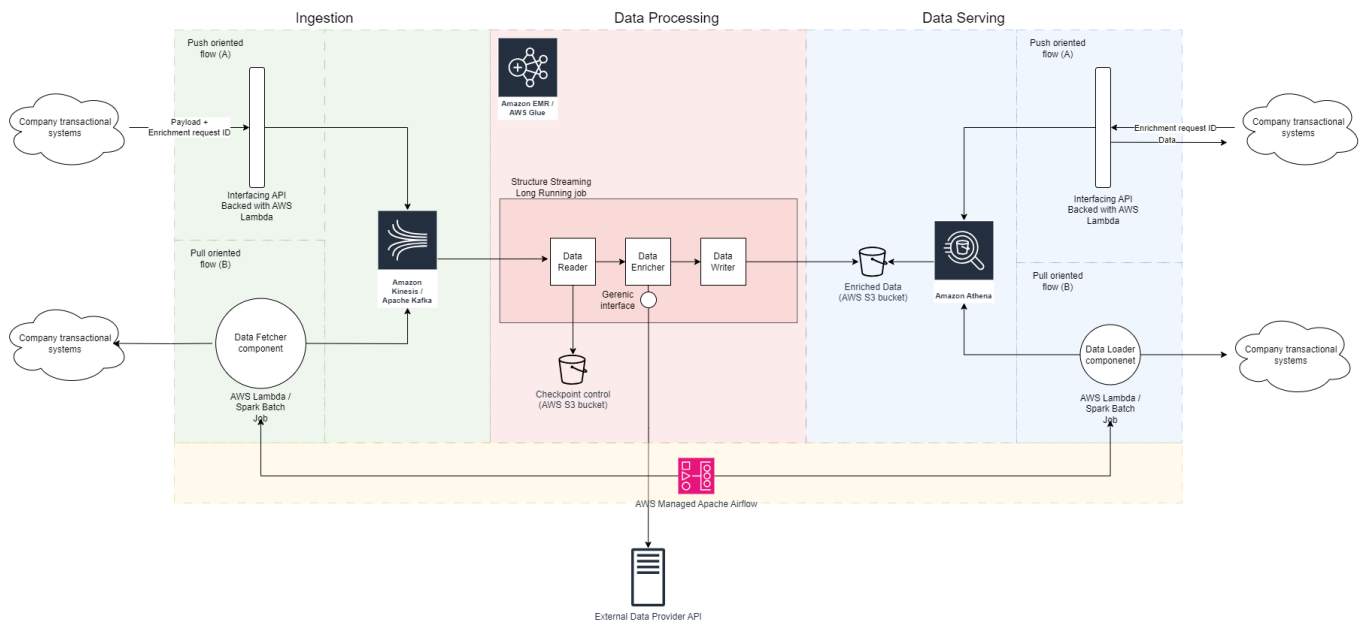 Ingestion
Data Processing
Data Serving
Push oriented
flow (A)
Company transactional
systems
Payload +
Enrichment request ID
Interfacing API
Backed with AWS
Lambda
Pull oriented
flow (B)
Company transactional
systems
Data Fetcher
component
AWS Lambda /
Spark Batch
Job
Amazon
Kinesis /
Apache Kafka
Amazon EMR /
AWS Glue
Structure Streaming
Long Running job
Data
Reader
Data
Enricher
Data
Writer
Gerenic
interface
Checkpoint control
(AWS S3 bucket)
Enriched Data
(AWS S3 bucket)
Amazon Athena
Push oriented
flow (A)
Enrichment request ID
Data
Company transactional
systems
Interfacing API
Backed with AWS
Lambda
Pull oriented
flow (B)
Data Loader
componenet
Company transactional
systems
AWS Lambda /
Spark Batch
Job
AWS Managed Apache Airflow
External Data Provider API